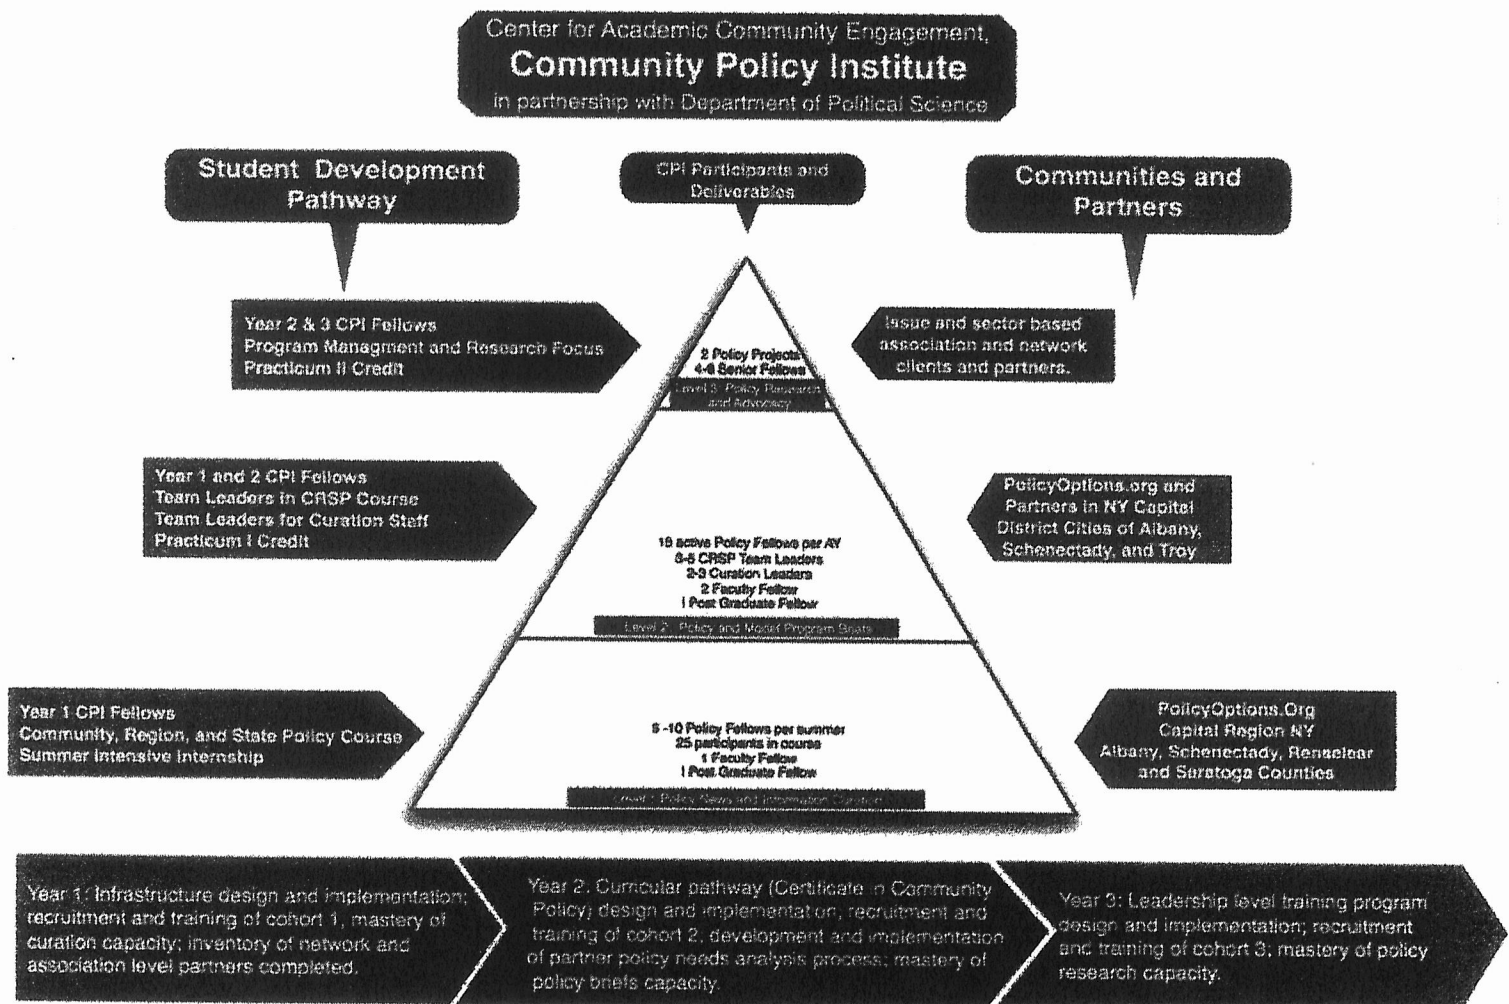 Center for Academic Community Engagement,
Community Policy Institute
in partnership with Department of Political Science
Student Development
Pathway
CPI Participants and
Deliverables
Communities and
Partners
Year 2 & 3 CPI Fellows
Program Managment and Research Focus
Practicum II Credit
2 Policy Projects
4-6 Senior Fellows
Level 3: Policy Research
and Advocacy
Issue and sector based
association and network
clients and partners.
Year 1 and 2 CPI Fellows
Team Leaders in CRSP Course
Team Leaders for Curation Staff
Practicum I Credit
active Policy Fellows per AY
CRSP Team Leaders
2-3 Curation Leaders
2 Faculty Fellow
I Post Graduate Fellow
Level 2: Policy and Model Program Briefs
PolicyOptions.org and
Partners in NY Capital
District Cities of Albany,
Schenectady, and Troy
Year 1 CPI Fellows
Community, Region, and State Policy Course
Summer Intensive Internship
-10 Policy Fellows per summer
25 participants in course
1 Faculty Fellow
I Post Graduate Fellow
Level 1 Policy News and Information Curation
PolicyOptions.Org
Capital Region NY
Albany, Schenectady, Renselear
and Saratoga Counties
Year 1: Infrastructure design and implementation;
recruitment and training of cohort 1, mastery of
curation capacity; inventory of network and
association level partners completed.
Year 2: Curricular pathway (Certificate in Community
Policy) design and implementation; recruitment and
training of cohort 2, development and implementation
of partner policy needs analysis process; mastery of
policy briefs capacity.
Year 3: Leadership level training program
design and implementation; recruitment
and training of cohort 3; mastery of policy
research capacity.